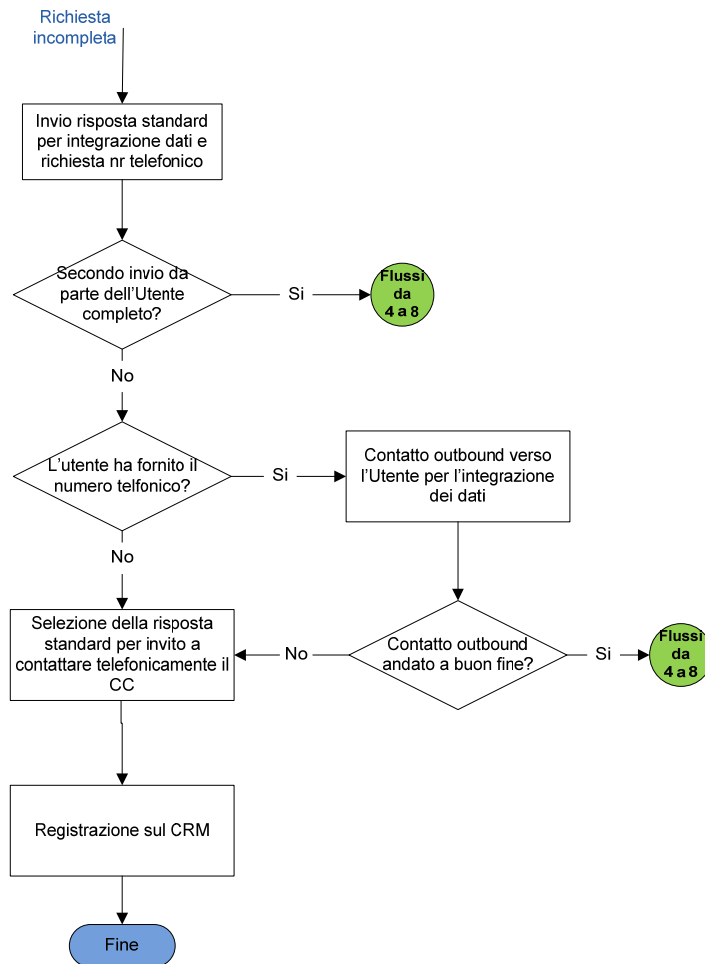 Richiesta
incompleta
Invio risposta standard
per integrazione dati e
richiesta nr telefonico
Secondo invio da
parte dell'Utente
completo?
Si
Flussi
da
4 a 8
No
L'utente ha fornito il
numero telfonico?
Si
Contatto outbound verso
l'Utente per l'integrazione
dei dati
No
Selezione della risposta
standard per invito a
contattare telefonicamente il
CC
No
Contatto outbound
andato a buon fine?
Si
Flussi
da
4 a 8
Registrazione sul CRM
Fine